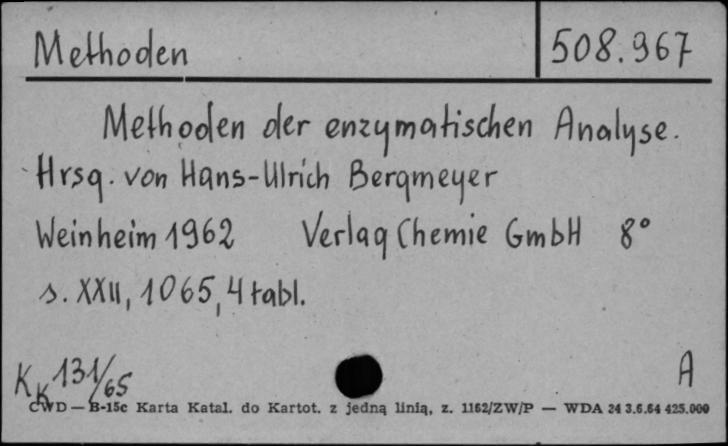 Methoden 508.967
Methoden der enzymatischen Analyse.
Hrsg. von Hans-Ulrich Bergmeyer
Weinheim 1962 Verlag Chemie GmbH 8°
s. XXII, 1065, 4 tabl.
Kk 131/65 A
CWD — B-15c Karta Katal. do Kartot. z jedną linią, z. 1162/ZW/P — WDA 24 3.6.64 425.000